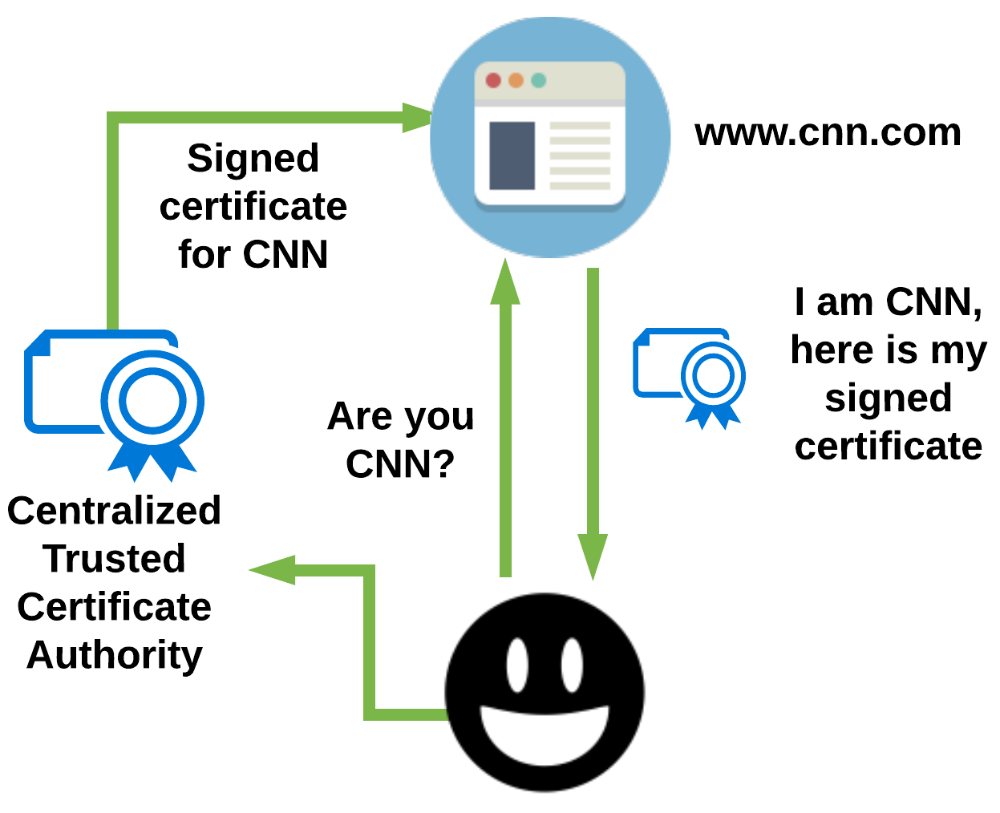 www.cnn.com
Signed
certificate
for CNN
I am CNN,
here is my
signed
certificate
Are you
CNN?
Centralized
Trusted
Certificate
Authority